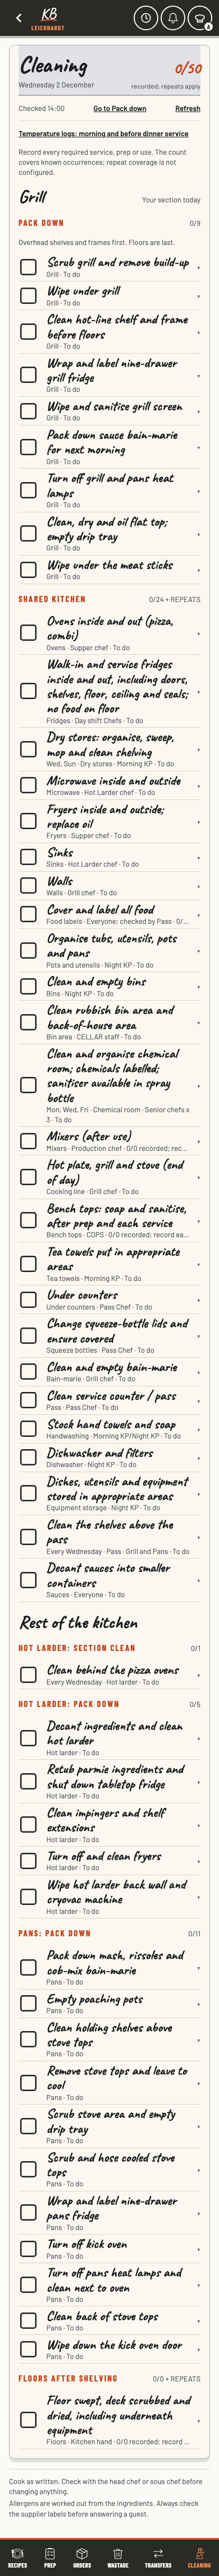 KB
LEICHHARDT
Cleaning
0/50
Wednesday 2 December
recorded; repeats apply
Checked 14:00
Go to Pack down
Refresh
Temperature logs: morning and before dinner service
Record every required service, prep or use. The count
covers known occurrences; repeat coverage is not
configured.
Grill
Your section today
PACK DOWN
0/9
Overhead shelves and frames first. Floors are last.
Scrub grill and remove build-up
Grill · To do
Wipe under grill
Grill · To do
Clean hot-line shelf and frame
before floors
Grill · To do
Wrap and label nine-drawer
grill fridge
Grill · To do
Wipe and sanitise grill screen
Grill · To do
Pack down sauce bain-marie
for next morning
Grill · To do
Turn off grill and pans heat
lamps
Grill · To do
Clean, dry and oil flat top;
empty drip tray
Grill · To do
Wipe under the meat sticks
Grill · To do
SHARED KITCHEN
0/24 + REPEATS
Ovens inside and out (pizza,
combi)
Ovens · Supper chef · To do
Walk-in and service fridges
inside and out, including doors,
shelves, floor, ceiling and seals;
no food on floor
Fridges · Day shift Chefs · To do
Dry stores: organise, sweep,
mop and clean shelving
Wed, Sun · Dry stores · Morning KP · To do
Microwave inside and outside
Microwave · Hot Larder chef · To do
Fryers inside and outside;
replace oil
Fryers · Supper chef · To do
Sinks
Sinks · Hot Larder chef · To do
Walls
Walls · Grill chef · To do
Cover and label all food
Food labels · Everyone; checked by Pass · 0/...
Organise tubs, utensils, pots
and pans
Pots and utensils · Night KP · To do
Clean and empty bins
Bins · Night KP · To do
Clean rubbish bin area and
back-of-house area
Bin area · CELLAR staff · To do
Clean and organise chemical
room; chemicals labelled;
sanitiser available in spray
bottle
Mon, Wed, Fri · Chemical room · Senior chefs x
3 · To do
Mixers (after use)
Mixers · Production chef · 0/0 recorded; rec...
Hot plate, grill and stove (end
of day)
Cooking line · Grill chef · To do
Bench tops: soap and sanitise,
after prep and each service
Bench tops · CDPS · 0/0 recorded; record ea...
Tea towels put in appropriate
areas
Tea towels · Morning KP · To do
Under counters
Under counters · Pass Chef · To do
Change squeeze-bottle lids and
ensure covered
Squeeze bottles · Pass Chef · To do
Clean and empty bain-marie
Bain-marie · Grill chef · To do
Clean service counter / pass
Pass · Pass Chef · To do
Stock hand towels and soap
Handwashing · Morning KP/Night KP · To do
Dishwasher and filters
Dishwasher · Night KP · To do
Dishes, utensils and equipment
stored in appropriate areas
Equipment storage · Night KP · To do
Clean the shelves above the
pass
Every Wednesday · Pass · Grill and Pans · To do
Decant sauces into smaller
containers
Sauces · Everyone · To do
Rest of the kitchen
HOT LARDER: SECTION CLEAN
0/1
Clean behind the pizza ovens
Every Wednesday · Hot larder · To do
HOT LARDER: PACK DOWN
0/5
Decant ingredients and clean
hot larder
Hot larder · To do
Retub parmie ingredients and
shut down tabletop fridge
Hot larder · To do
Clean impingers and shelf
extensions
Hot larder · To do
Turn off and clean fryers
Hot larder · To do
Wipe hot larder back wall and
cryovac machine
Hot larder · To do
PANS: PACK DOWN
0/11
Pack down mash, rissoles and
cob-mix bain-marie
Pans · To do
Empty poaching pots
Pans · To do
Clean holding shelves above
stove tops
Pans · To do
Remove stove tops and leave to
cool
Pans · To do
Scrub stove area and empty
drip tray
Pans · To do
Scrub and hose cooled stove
tops
Pans · To do
Wrap and label nine-drawer
pans fridge
Pans · To do
Turn off kick oven
Pans · To do
Turn off pans heat lamps and
clean next to oven
Pans · To do
Clean back of stove tops
Pans · To do
Wipe down the kick oven door
Pans · To do
FLOORS AFTER SHELVING
0/0 + REPEATS
Floor swept, deck scrubbed and
dried, including underneath
equipment
Floors · Kitchen hand · 0/0 recorded; record ...
Cook as written. Check with the head chef or sous chef before
changing anything.
Allergens are worked out from the ingredients. Always check
the supplier labels before answering a guest.
RECIPES
PREP
ORDERS
WASTAGE
TRANSFERS
CLEANING